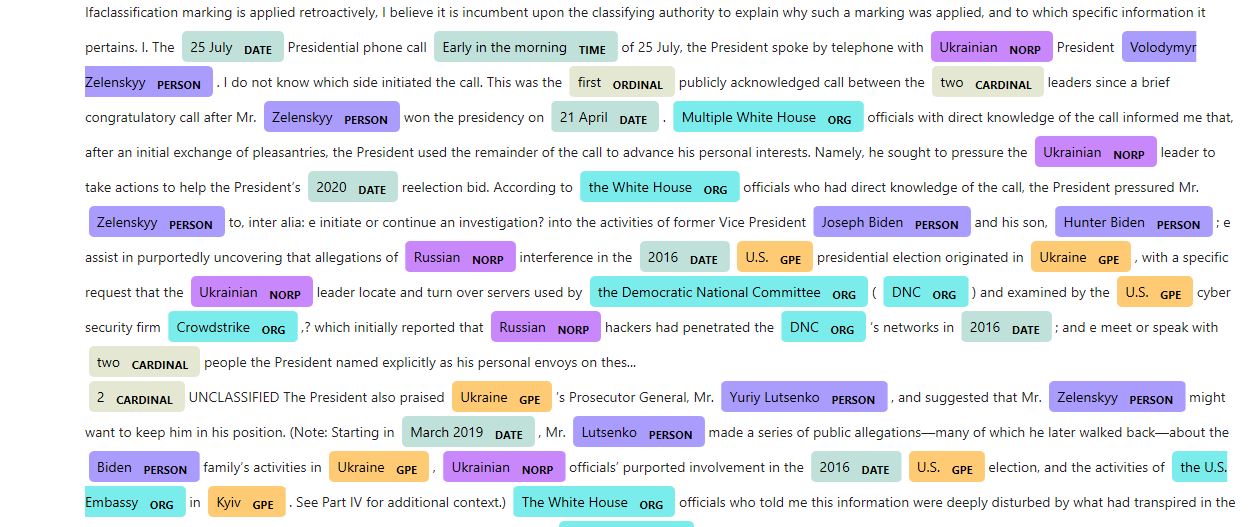 Ifaclassification marking is applied retroactively, I believe it is incumbent upon the classifying authority to explain why such a marking was applied, and to which specific information it
pertains. I. The 25 July DATE Presidential phone call Early in the morning TIME of 25 July, the President spoke by telephone with Ukrainian NORP President Volodymyr
Zelenskyy PERSON . I do not know which side initiated the call. This was the first ORDINAL publicly acknowledged call between the two CARDINAL leaders since a brief
congratulatory call after Mr. Zelenskyy PERSON won the presidency on 21 April DATE . Multiple White House ORG officials with direct knowledge of the call informed me that,
after an initial exchange of pleasantries, the President used the remainder of the call to advance his personal interests. Namely, he sought to pressure the Ukrainian NORP leader to
take actions to help the President's 2020 DATE reelection bid. According to the White House ORG officials who had direct knowledge of the call, the President pressured Mr.
Zelenskyy PERSON to, inter alia: e initiate or continue an investigation? into the activities of former Vice President Joseph Biden PERSON and his son, Hunter Biden PERSON ; e
assist in purportedly uncovering that allegations of Russian NORP interference in the 2016 DATE U.S. GPE presidential election originated in Ukraine GPE , with a specific
request that the Ukrainian NORP leader locate and turn over servers used by the Democratic National Committee ORG ( DNC ORG ) and examined by the U.S. GPE cyber
security firm Crowdstrike ORG ,? which initially reported that Russian NORP hackers had penetrated the DNC ORG 's networks in 2016 DATE ; and e meet or speak with
two CARDINAL people the President named explicitly as his personal envoys on thes...
2 CARDINAL UNCLASSIFIED The President also praised Ukraine GPE 's Prosecutor General, Mr. Yuriy Lutsenko PERSON , and suggested that Mr. Zelenskyy PERSON might
want to keep him in his position. (Note: Starting in March 2019 DATE , Mr. Lutsenko PERSON made a series of public allegations—many of which he later walked back—about the
Biden PERSON family's activities in Ukraine GPE , Ukrainian NORP officials' purported involvement in the 2016 DATE U.S. GPE election, and the activities of the U.S.
Embassy ORG in Kyiv GPE . See Part IV for additional context.) The White House ORG officials who told me this information were deeply disturbed by what had transpired in the